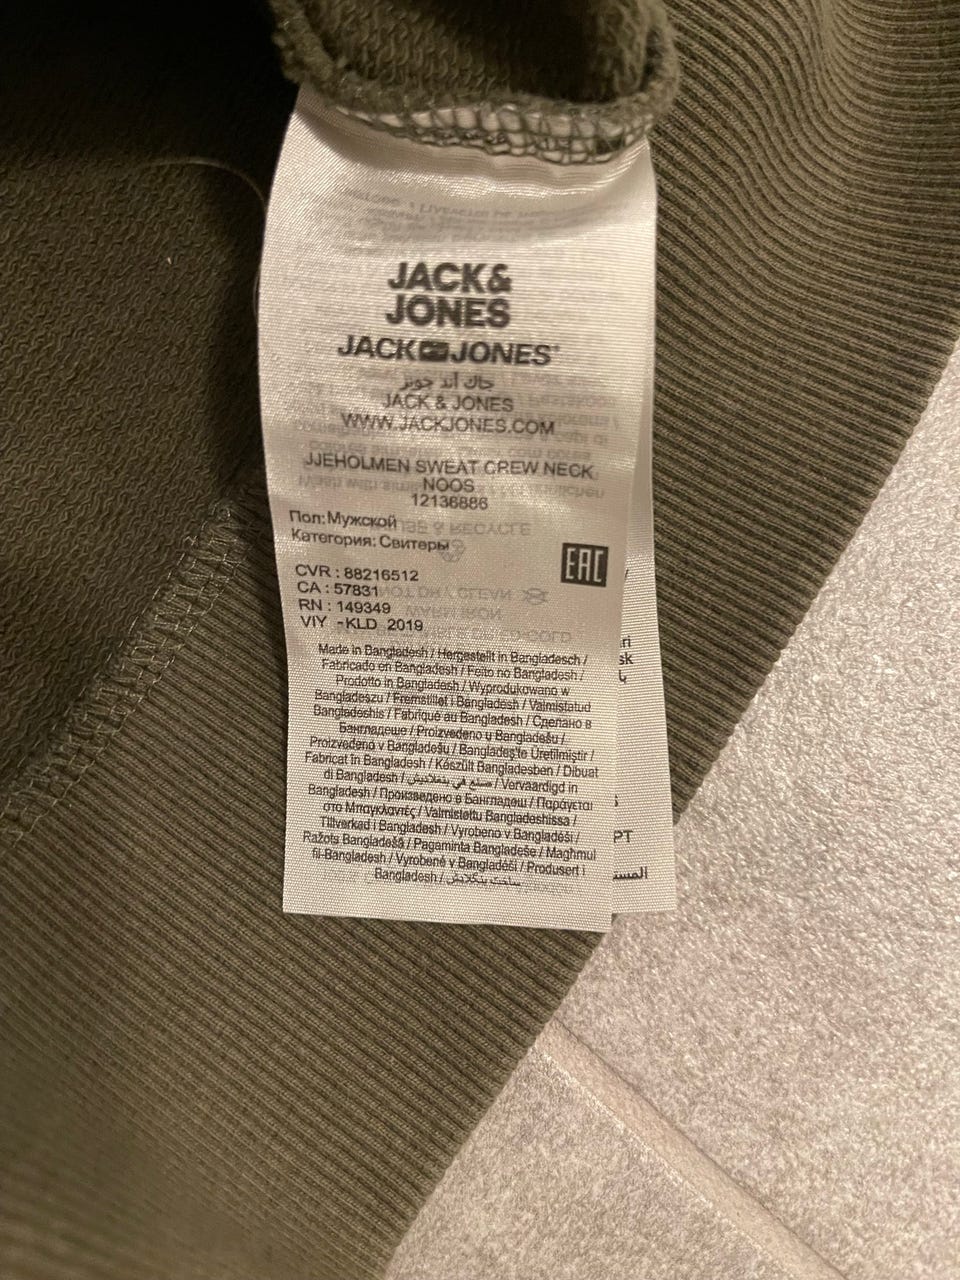 JACK&
JONES
JACK JONES®
جاك أند جونز
JACK & JONES
WWW.JACKJONES.COM
JJEHOLMEN SWEAT CREW NECK
NOOS
12136886
Пол: Мужской
Категория: Свитеры
EAC
CVR : 88216512
CA : 57831
RN : 149349
VIY -KLD 2019
Made in Bangladesh / Hergestellt in Bangladesch /
Fabricado en Bangladesh / Feito no Bangladesh /
Prodotto in Bangladesh / Wyprodukowano w
Bangladeszu / Fremstillet i Bangladesh / Valmistatud
Bangladeshis / Fabriqué au Bangladesh / Сделано в
Бангладеше / Proizvedeno u Bangladešu /
Proizvedeno v Bangladešu / Bangladeş'te Üretilmiştir /
Fabricat în Bangladesh / Készült Bangladesben / Dibuat
di Bangladesh / صنع في بنغلاديش / Vervaardigd in
Bangladesh / Произведено в Бангладеш / Παράγεται
στο Μπαγκλαντές / Valmistettu Bangladeshissa /
Tillverkad i Bangladesh / Vyrobeno v Bangladéši /
Ražots Bangladešā / Pagaminta Bangladeše / Maghmul
fil-Bangladesh / Vyrobené v Bangladéši / Produsert i
Bangladesh / ساخت بنگلادش
PT